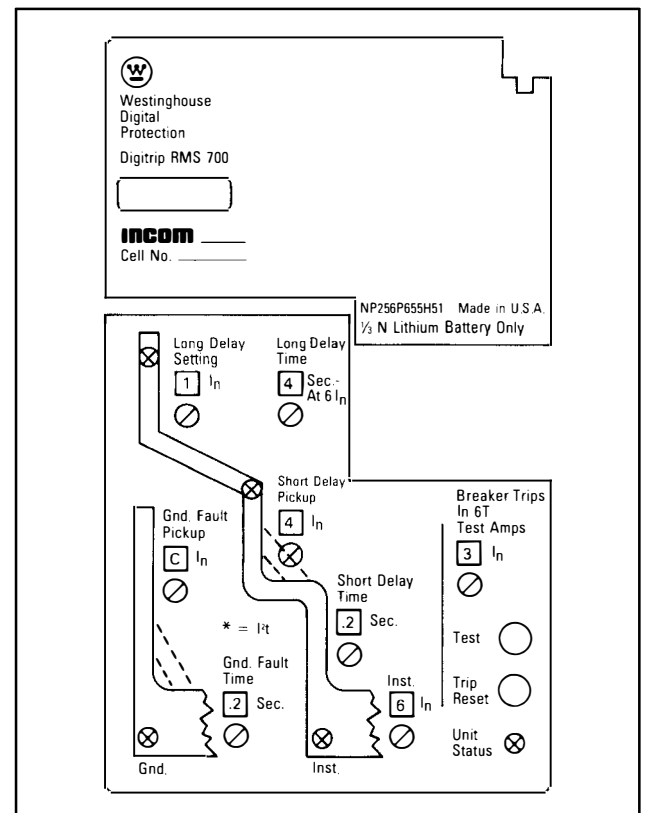 W
Westinghouse
Digital
Protection
Digitrip RMS 700
INCOM
Cell No.
NP256P655H51 Made in U.S.A.
⅓ N Lithium Battery Only
Long Delay
Setting
1 In
Long Delay
Time
4 Sec.-
At 6 In
Short Delay
Pickup
4 In
Breaker Trips
In 6T
Test Amps
3 In
Gnd. Fault
Pickup
C In
Short Delay
Time
.2 Sec.
* = I²t
Test
Gnd. Fault
Time
.2 Sec.
Inst.
6 In
Trip
Reset
Unit
Status
Gnd.
Inst.